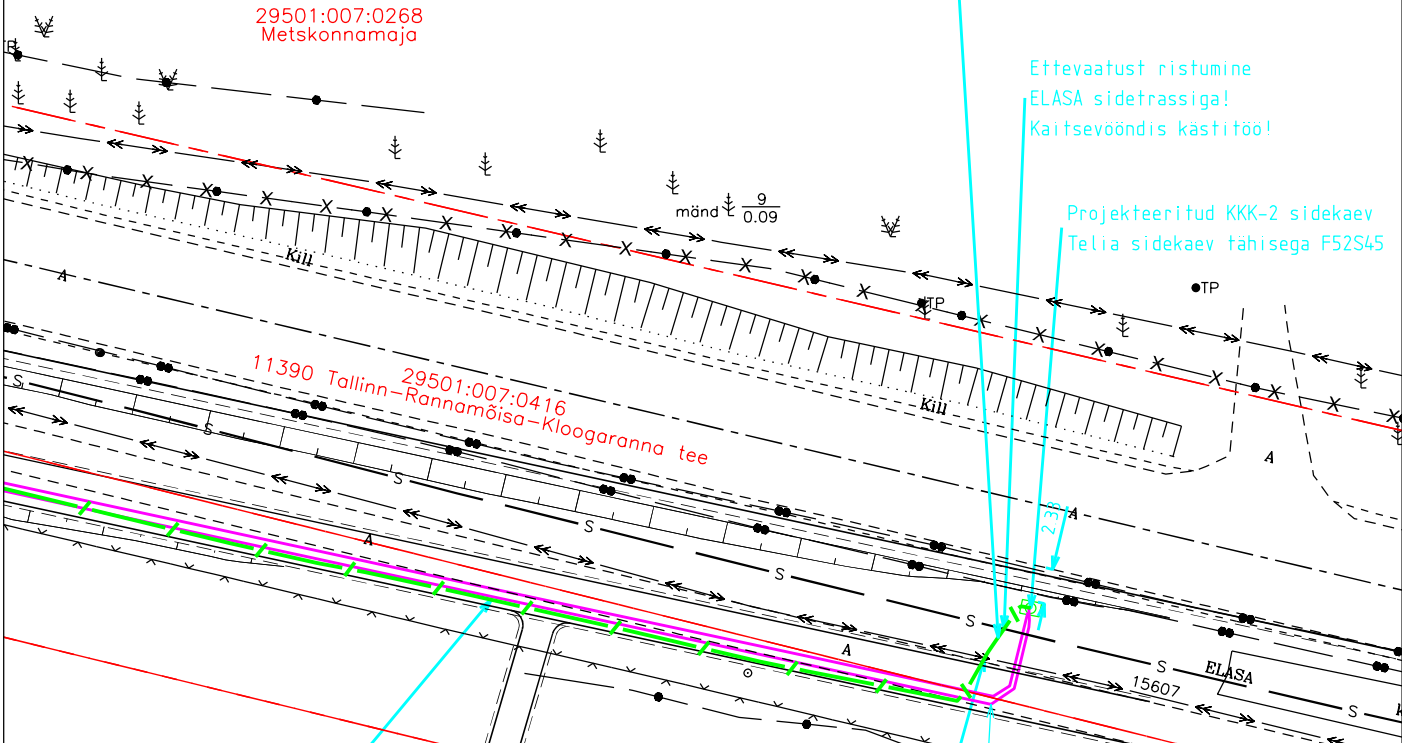 29501:007:0268
Metskonnamaja
Ettevaatust ristumine
ELASA sidetrassiga!
Kaitsevööndis kästitöö!
mänd 9
0.09
Projekteeritud KKK-2 sidekaev
Telia sidekaev tähisega F52S45
Kill
A
TP
TP
29501:007:0416
11390 Tallinn-Rannamõisa-Kloogaranna tee
Kill
A
S
S
S
S
S
S
S
S
2.33
A
A
A
ELASA
15607